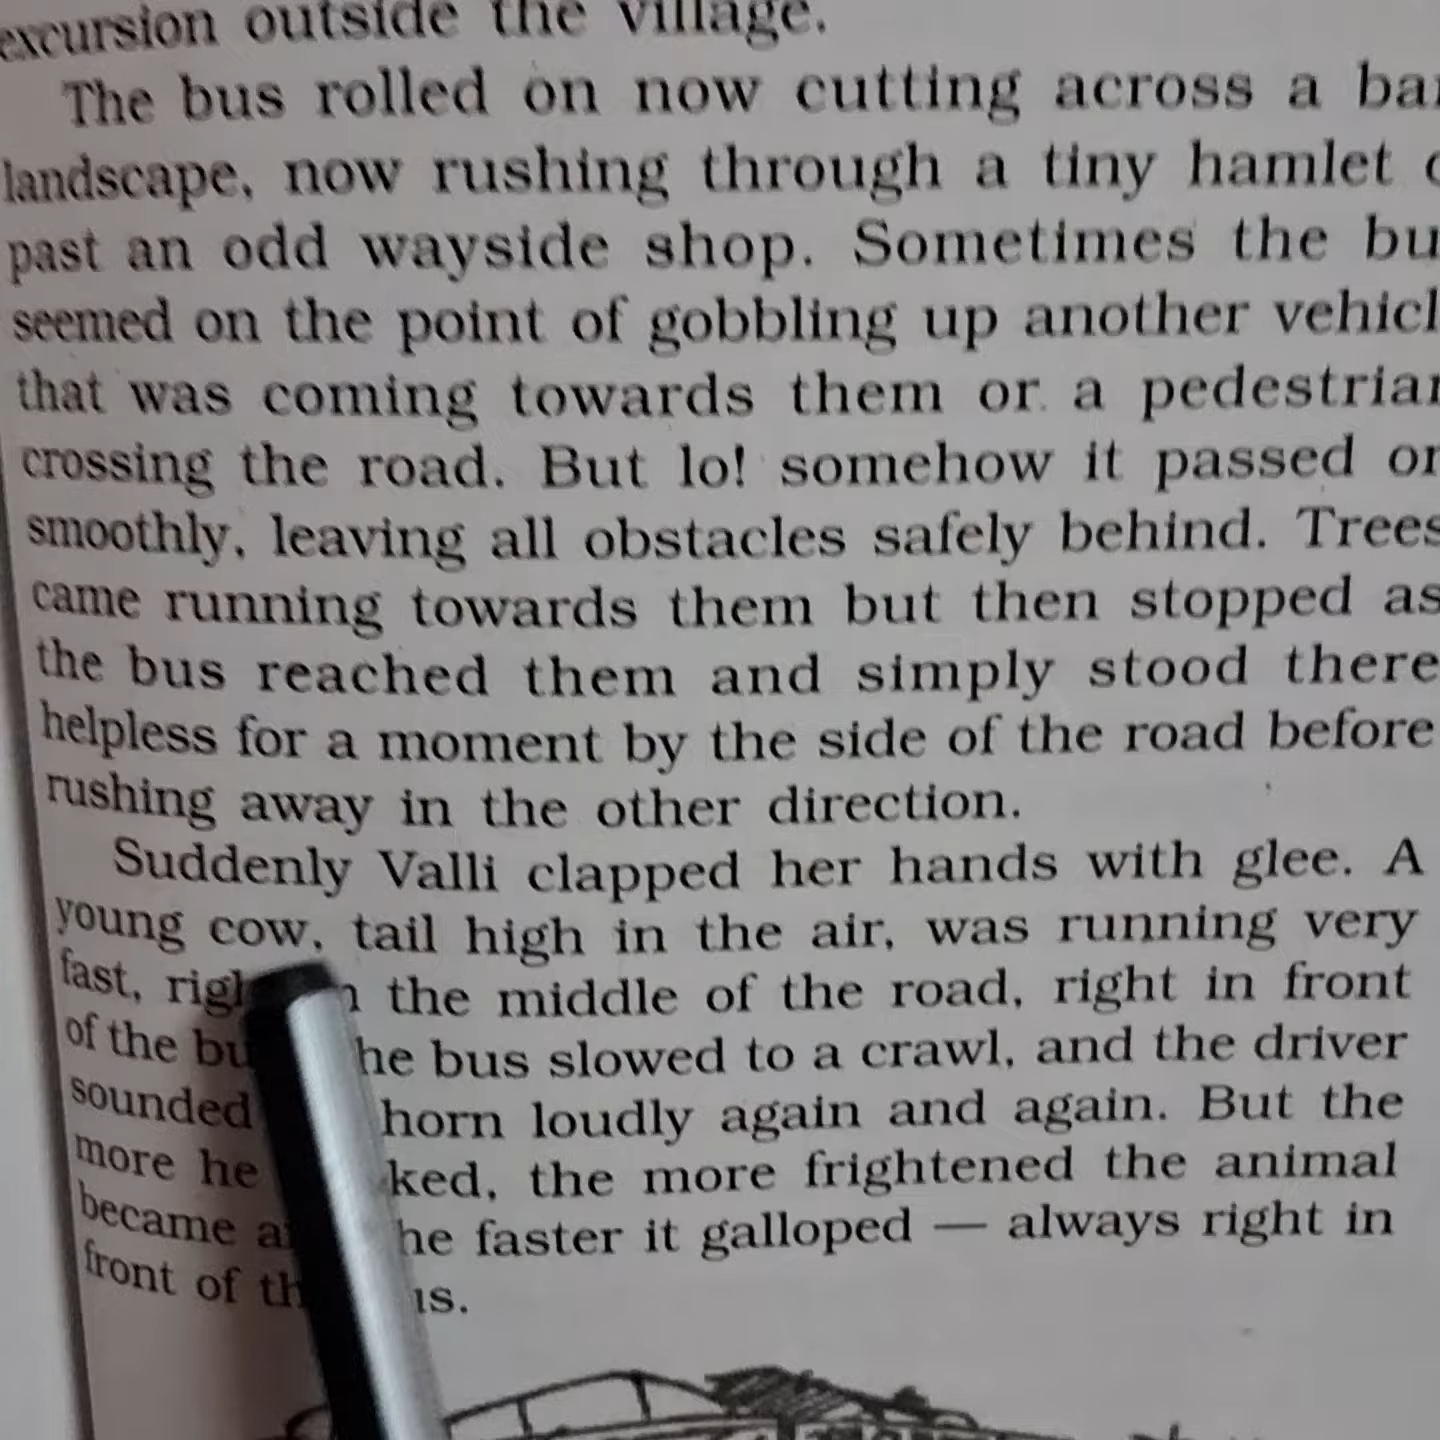 excursion outside the village.
The bus rolled on now cutting across a
landscape, now rushing through a tiny hamlet
past an odd wayside shop. Sometimes the
seemed on the point of gobbling up another
that was coming towards them or a
crossing the road. But lo! somehow it passed
smoothly, leaving all obstacles safely behind. Trees
came running towards them but then stopped as
the bus reached them and simply stood there
helpless for a moment by the side of the road before
rushing away in the other direction.
Suddenly Valli clapped her hands with glee. A
young cow, tail high in the air, was running very
fast, the middle of the road, right in front
of the bus slowed to a crawl, and the driver
sounded horn loudly again and again. But the
more he the more frightened the animal
became faster it galloped — always right in
front of